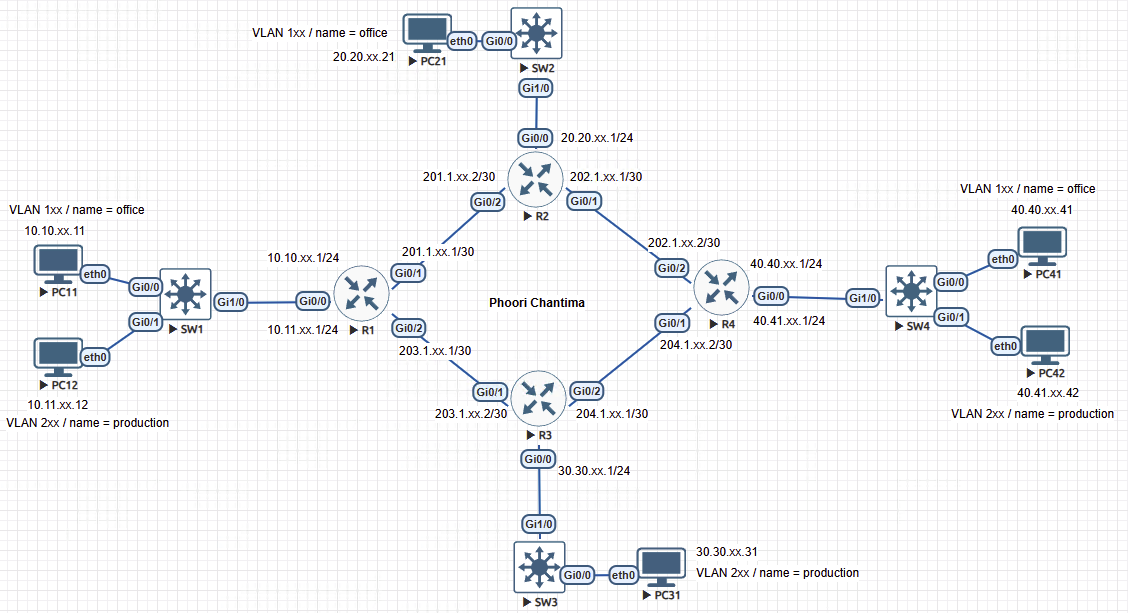 VLAN 1xx / name = office
20.20.xx.21
eth0
Gi0/0
PC21
SW2
Gi1/0
Gi0/0
20.20.xx.1/24
201.1.xx.2/30
202.1.xx.1/30
Gi0/2
Gi0/1
R2
VLAN 1xx / name = office
10.10.xx.11
eth0
PC11
Gi0/0
Gi0/1
SW1
Gi1/0
eth0
PC12
10.11.xx.12
VLAN 2xx / name = production
10.10.xx.1/24
201.1.xx.1/30
Gi0/1
Gi0/0
R1
10.11.xx.1/24
Gi0/2
203.1.xx.1/30
Phoori Chantima
202.1.xx.2/30
Gi0/2
40.40.xx.1/24
Gi0/0
R4
40.41.xx.1/24
Gi0/1
204.1.xx.2/30
VLAN 1xx / name = office
40.40.xx.41
eth0
PC41
Gi0/0
Gi1/0
SW4
Gi0/1
eth0
PC42
40.41.xx.42
VLAN 2xx / name = production
Gi0/1
Gi0/2
203.1.xx.2/30
204.1.xx.1/30
R3
Gi0/0
30.30.xx.1/24
Gi1/0
SW3
Gi0/0
eth0
PC31
30.30.xx.31
VLAN 2xx / name = production